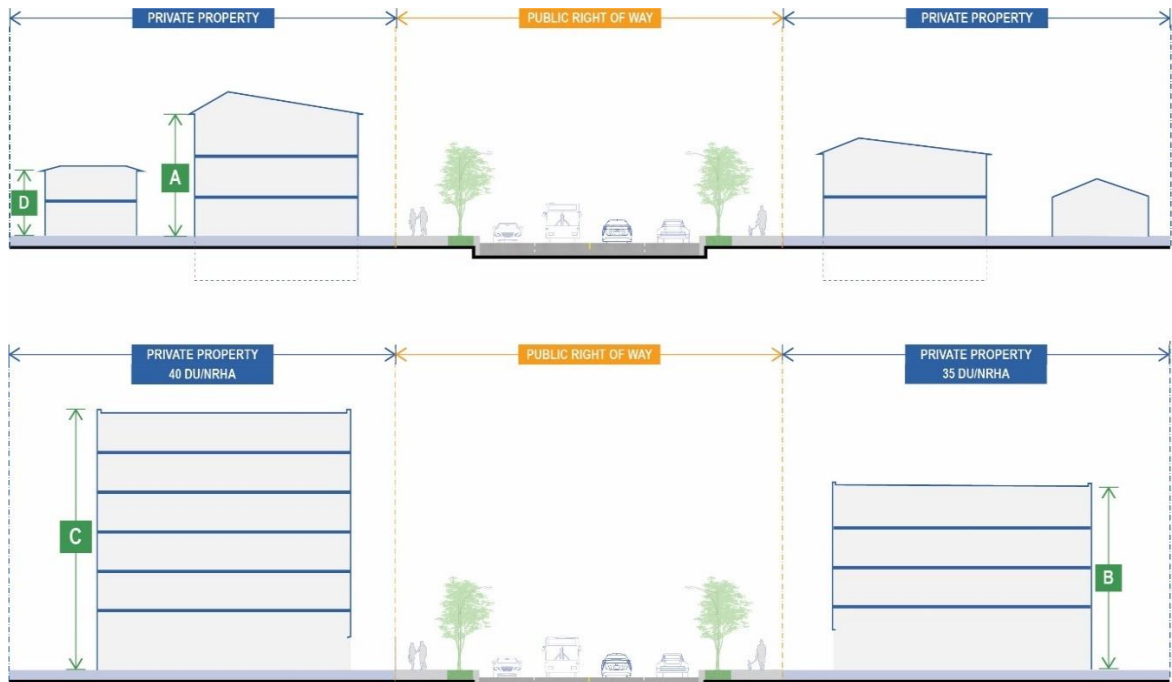 PRIVATE PROPERTY
PUBLIC RIGHT OF WAY
PRIVATE PROPERTY
A
D
PRIVATE PROPERTY
40 DU/NRHA
PUBLIC RIGHT OF WAY
PRIVATE PROPERTY
35 DU/NRHA
C
B